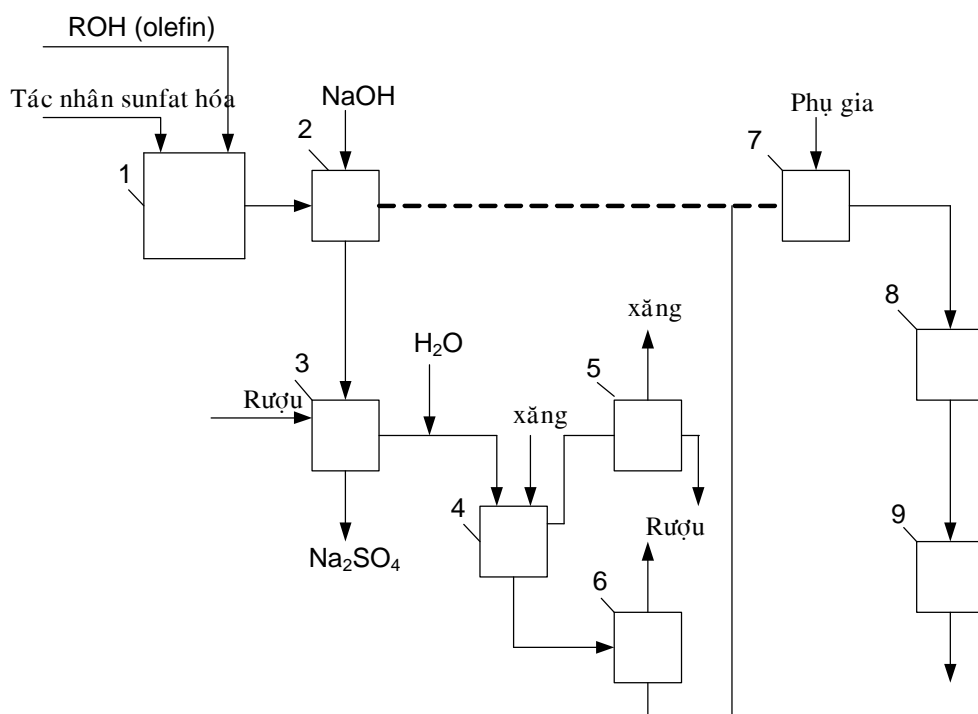 ROH (olefin)
Tác nhân sunfat hóa
NaOH
Phụ gia
1
2
7
8
xăng
H₂O
3
5
Rượu
xăng
4
Rượu
9
Na₂SO₄
6